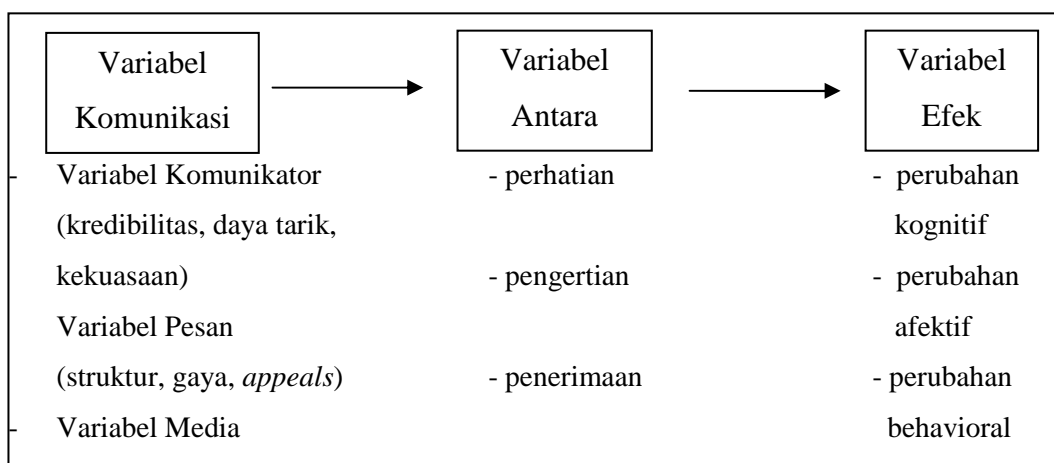 Variabel
Komunikasi
Variabel
Antara
Variabel
Efek
- Variabel Komunikator
(kredibilitas, daya tarik,
kekuasaan)
Variabel Pesan
(struktur, gaya, appeals)
- Variabel Media
- perhatian
- pengertian
- penerimaan
- perubahan
kognitif
- perubahan
afektif
- perubahan
behavioral